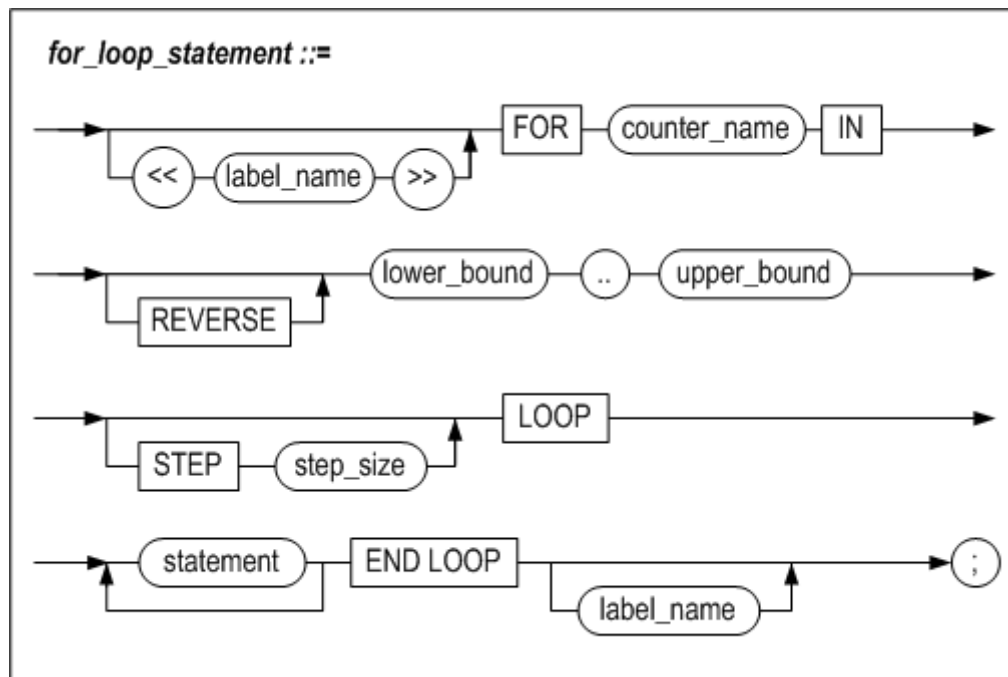 for_loop_statement ::=
FOR counter_name IN
<< label_name >>
lower_bound .. upper_bound
REVERSE
LOOP
STEP step_size
statement END LOOP ;
label_name